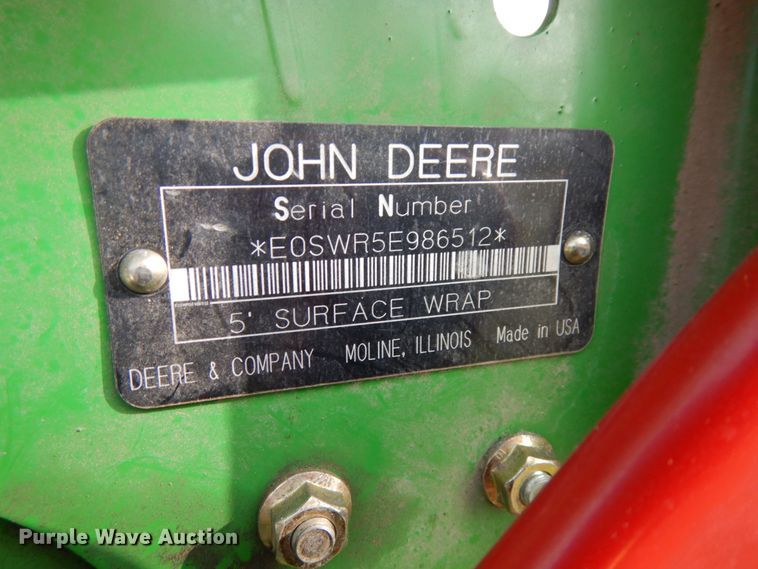 JOHN DEERE
Serial Number
*E0SWR5E986512*
5' SURFACE WRAP
DEERE & COMPANY MOLINE, ILLINOIS Made in USA
Purple Wave Auction